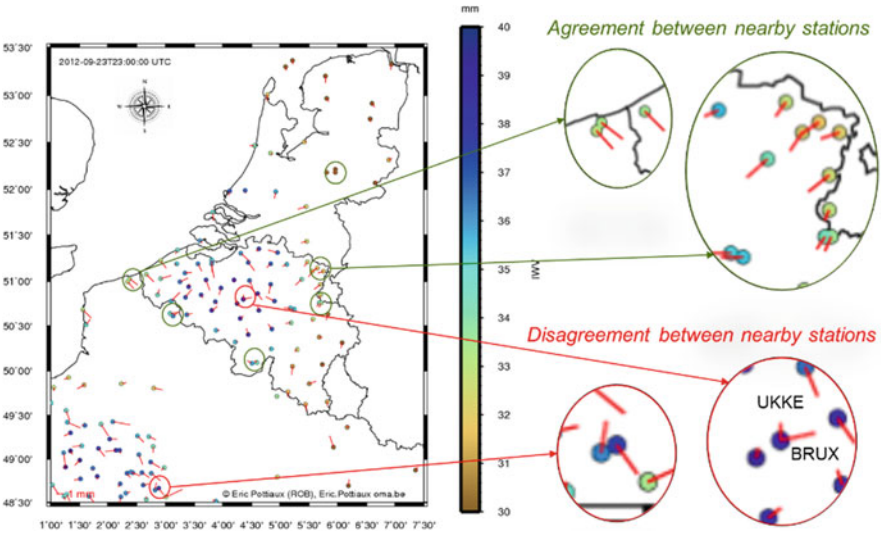 mm
Agreement between nearby stations
2012-09-23T23:00:00 UTC
N
W
E
S
53°30'
53°00'
52°30'
52°00'
51°30'
51°00'
50°30'
50°00'
49°30'
49°00'
48°30'
40
39
38
37
36
35
34
33
32
31
30
IWV
Disagreement between nearby stations
UKKE
BRUX
1 mm
© Eric Pottiaux (ROB), Eric.Pottiaux oma.be
1°00' 1°30' 2°00' 2°30' 3°00' 3°30' 4°00' 4°30' 5°00' 5°30' 6°00' 6°30' 7°00' 7°30'